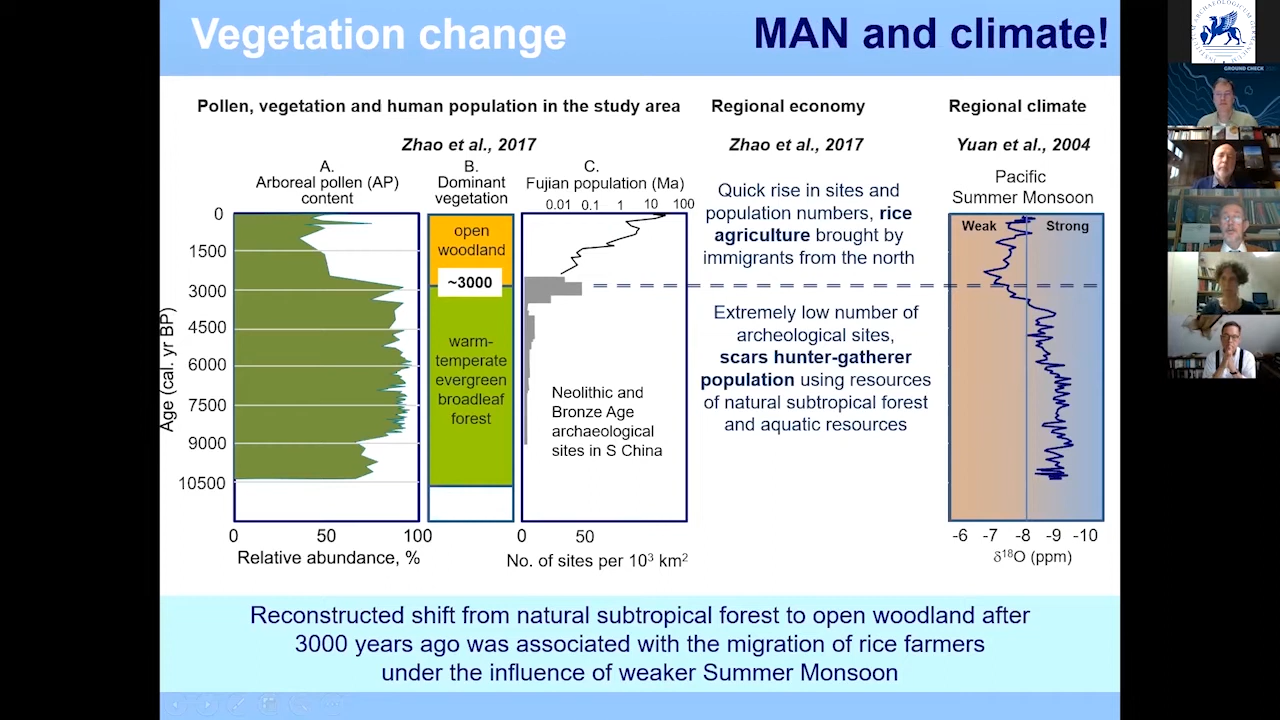 Vegetation change
MAN and climate!
Pollen, vegetation and human population in the study area
Regional economy
Regional climate
Zhao et al., 2017
Zhao et al., 2017
Yuan et al., 2004
A.
Arboreal pollen (AP)
content
B.
Dominant
vegetation
C.
Fujian population (Ma)
0.01 0.1 1 10 100
Pacific
Summer Monsoon
Age (cal. yr BP)
0
1500
3000
4500
6000
7500
9000
10500
0 50 100
Relative abundance, %
open
woodland
~3000
warm-
temperate
evergreen
broadleaf
forest
Neolithic and
Bronze Age
archaeological
sites in S China
0 50
No. of sites per 10³ km²
Quick rise in sites and
population numbers, rice
agriculture brought by
immigrants from the north
Extremely low number of
archeological sites,
scars hunter-gatherer
population using resources
of natural subtropical forest
and aquatic resources
Weak Strong
-6 -7 -8 -9 -10
δ¹⁸O (ppm)
Reconstructed shift from natural subtropical forest to open woodland after
3000 years ago was associated with the migration of rice farmers
under the influence of weaker Summer Monsoon
GROUND CHECK